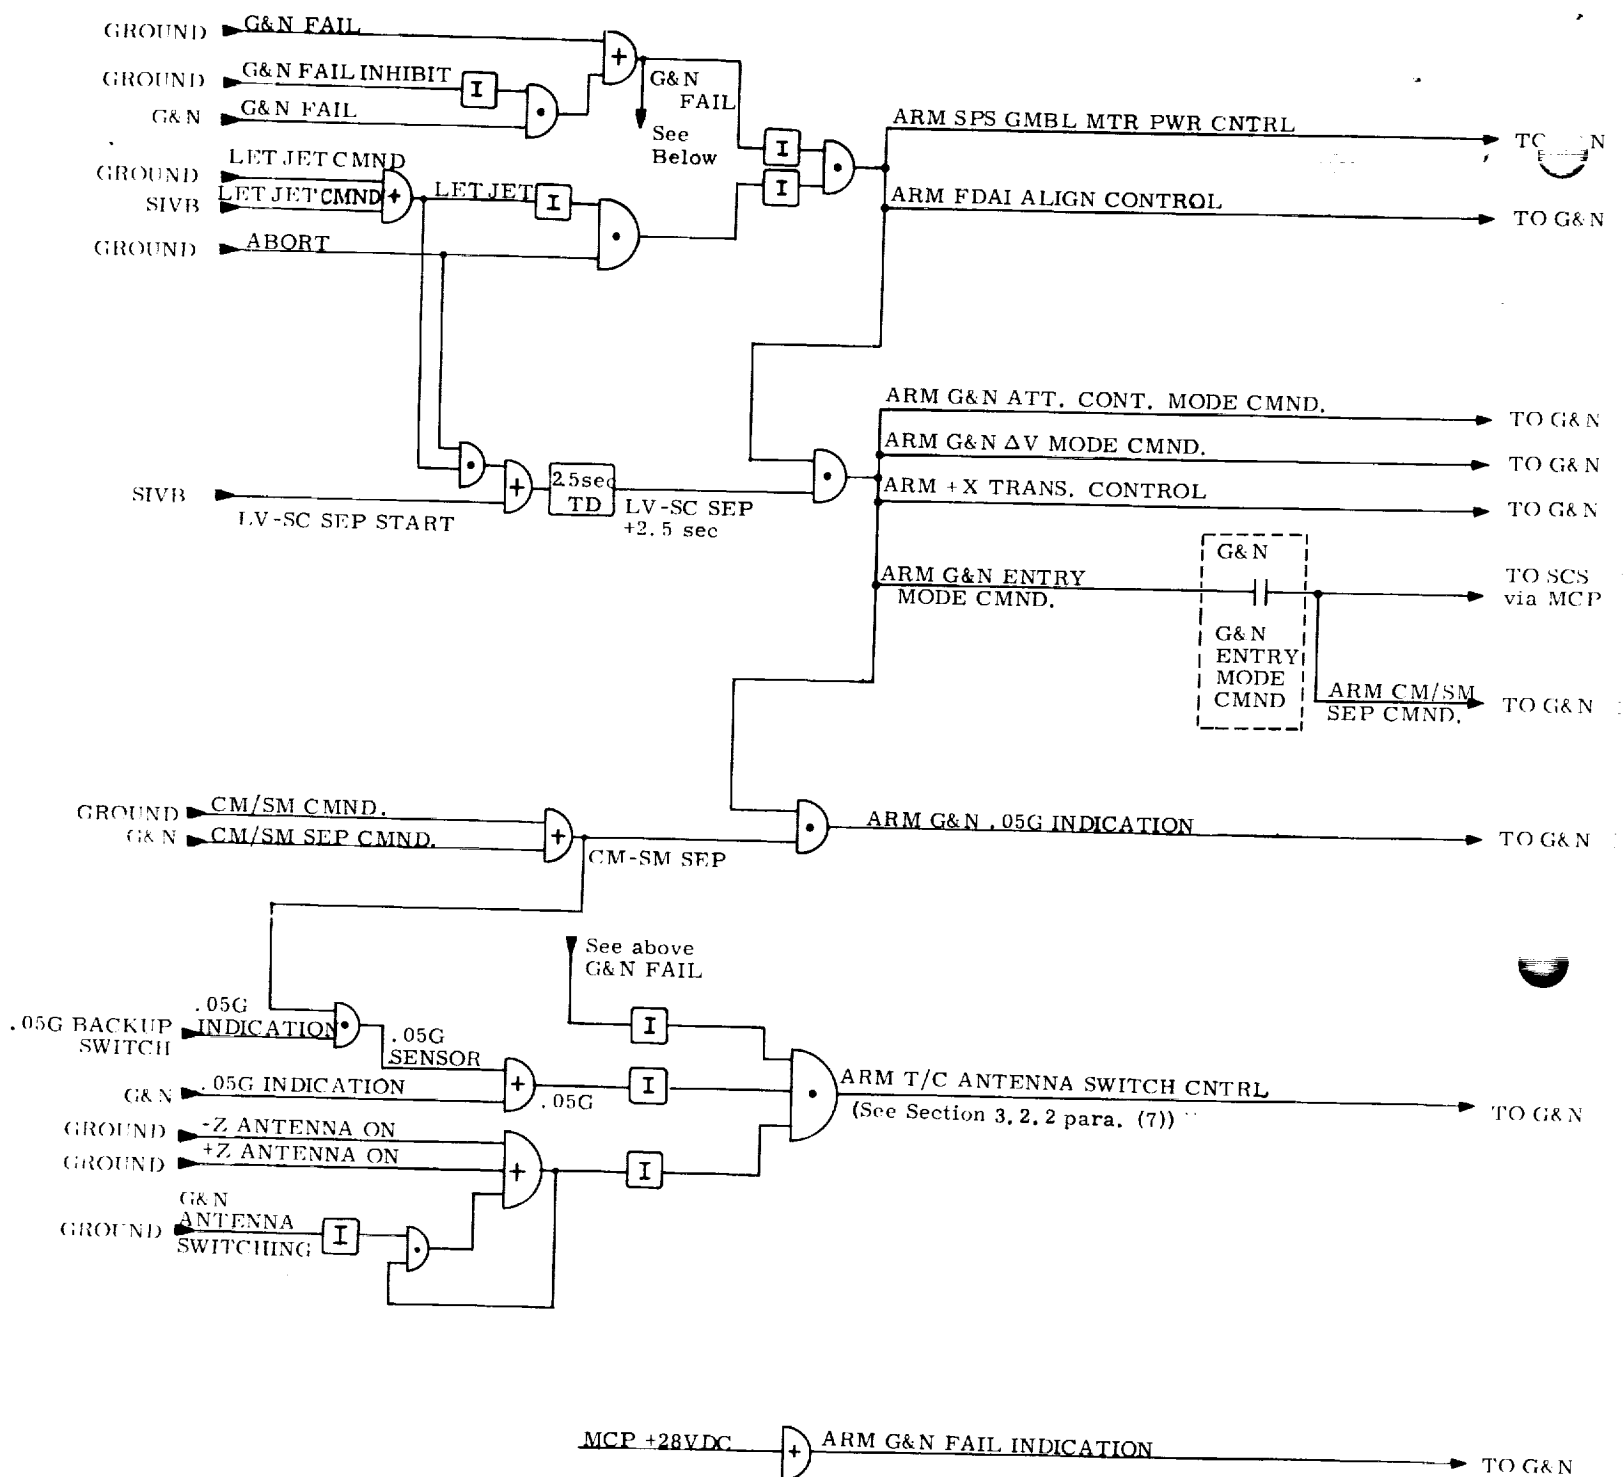 GROUND G&N FAIL
GROUND G&N FAIL INHIBIT I
G&N G&N FAIL
+
G&N
FAIL
See
Below
I
I
ARM SPS GMBL MTR PWR CNTRL
ARM FDAI ALIGN CONTROL TO G&N
GROUND LET JET CMND
SIVB LET JET CMND + LET JET I
GROUND ABORT
ARM G&N ATT. CONT. MODE CMND. TO G&N
ARM G&N ΔV MODE CMND. TO G&N
ARM +X TRANS. CONTROL TO G&N
SIVB LV-SC SEP START
+
2.5sec
TD
LV-SC SEP
+2.5 sec
ARM G&N ENTRY
MODE CMND.
G&N
G&N
ENTRY
MODE
CMND
TO SCS
via MCP
ARM CM/SM
SEP CMND. TO G&N
GROUND CM/SM CMND.
G&N CM/SM SEP CMND.
+
CM-SM SEP
ARM G&N .05G INDICATION TO G&N
See above
G&N FAIL
I
.05G BACKUP
SWITCH
.05G
INDICATION
.05G
SENSOR
G&N .05G INDICATION
+
.05G
I
ARM T/C ANTENNA SWITCH CNTRL
(See Section 3.2.2 para. (7))
TO G&N
GROUND -Z ANTENNA ON
GROUND +Z ANTENNA ON
+
I
GROUND G&N
ANTENNA
SWITCHING
I
MCP +28VDC + ARM G&N FAIL INDICATION TO G&N